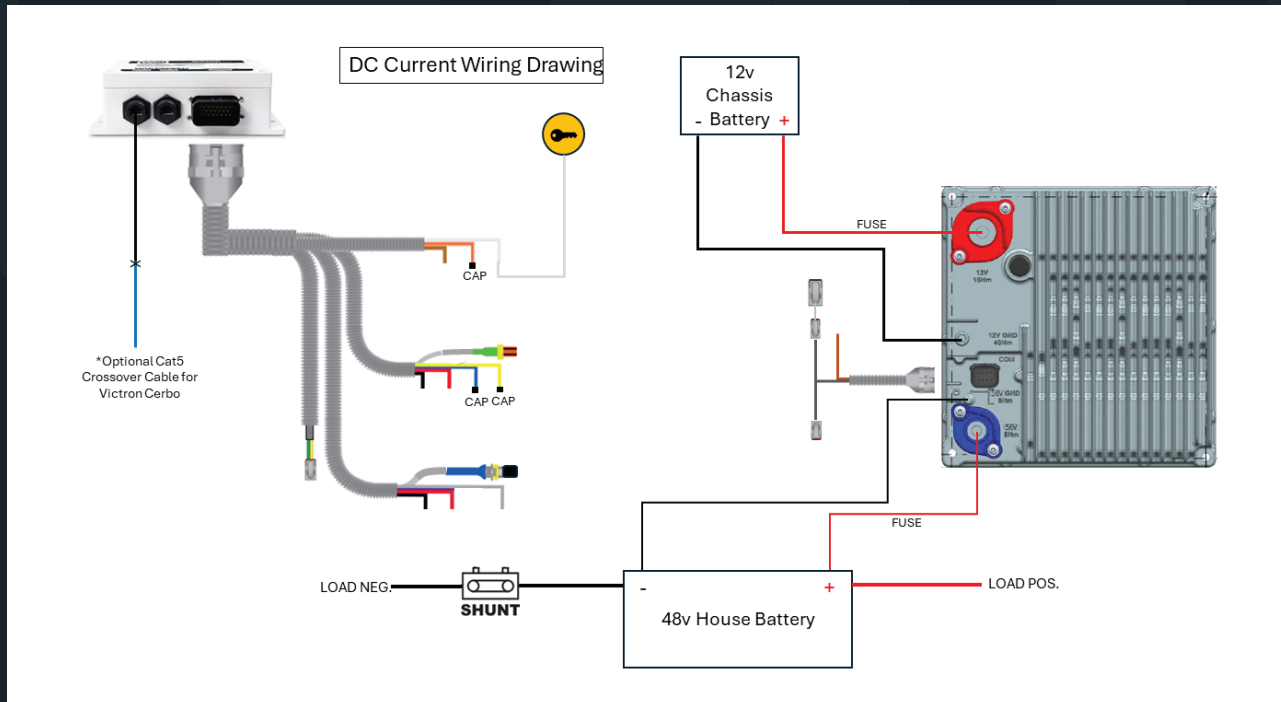 DC Current Wiring Drawing
12v
Chassis
- Battery +
FUSE
CAP
12V
12V GND
COM
CAP CAP
*Optional Cat5
Crossover Cable for
Victron Cerbo
FUSE
LOAD NEG.
SHUNT
- +
48v House Battery
LOAD POS.